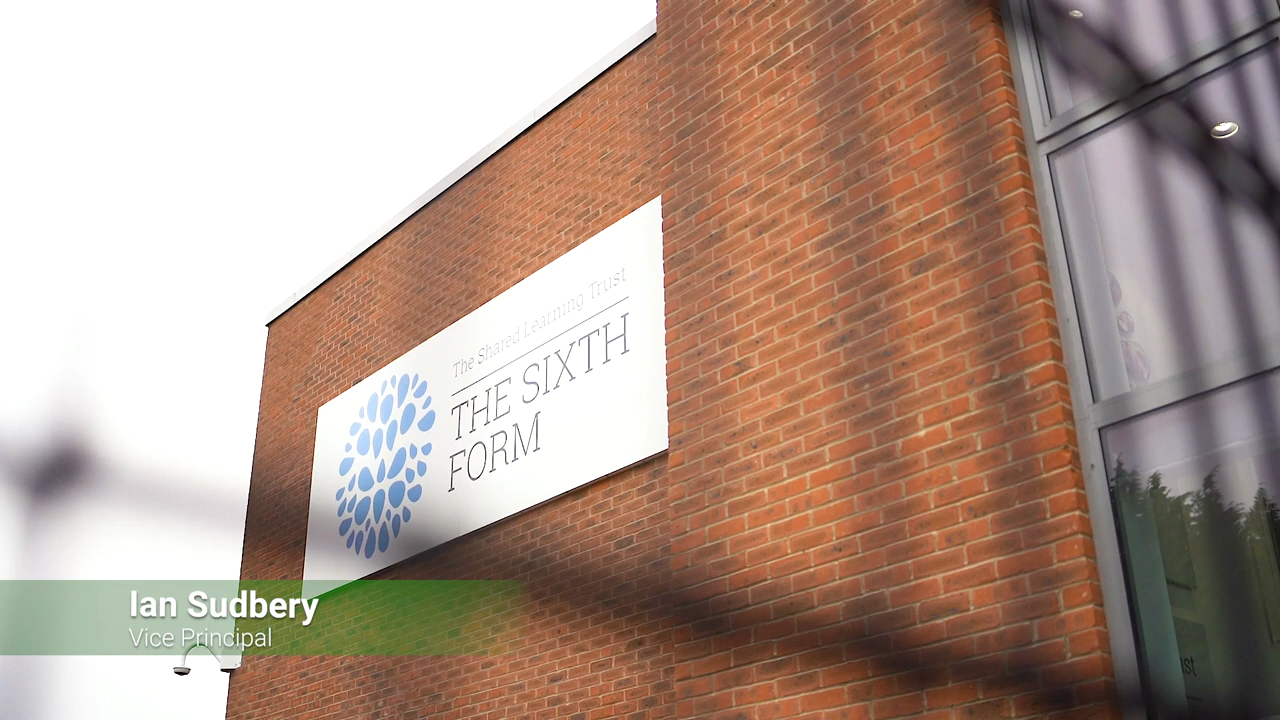 The Shared Learning Trust
THE SIXTH
FORM
Ian Sudbery
Vice Principal